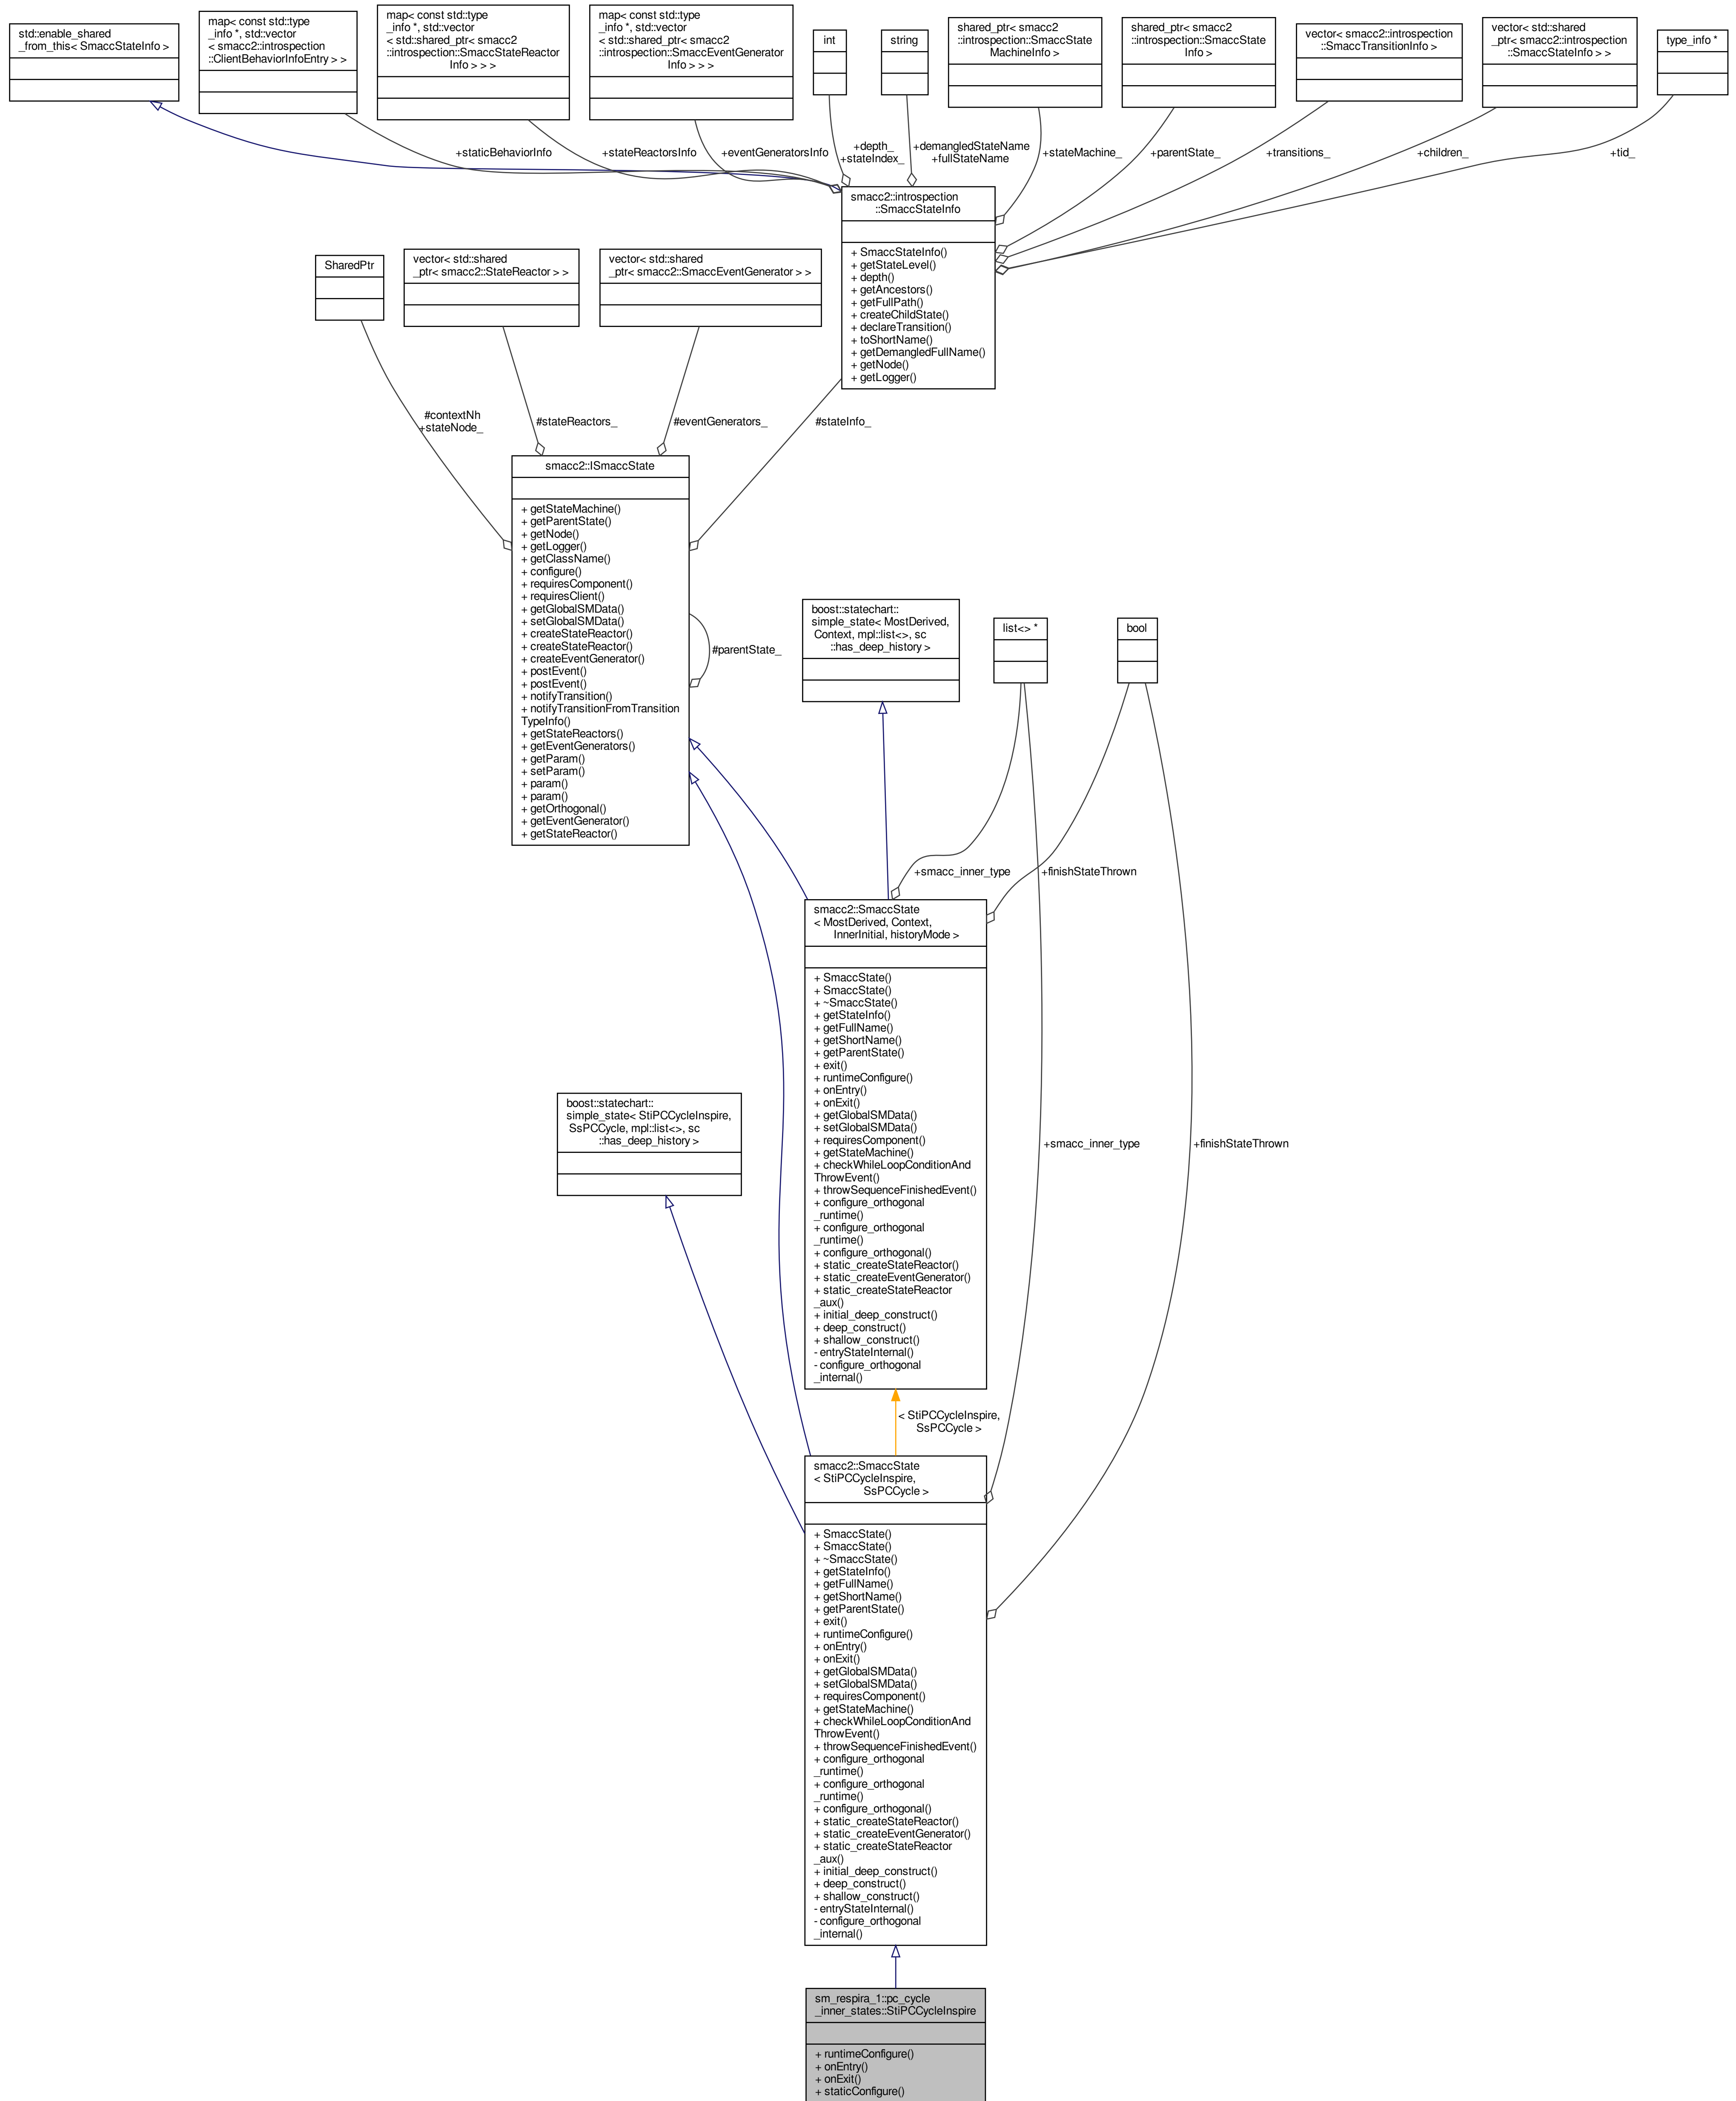 std::enable_shared
_from_this< SmaccStateInfo >
map< const std::type
_info *, std::vector
< smacc2::introspection
::ClientBehaviorInfoEntry > >
map< const std::type
_info *, std::vector
< std::shared_ptr< smacc2
::introspection::SmaccStateReactor
Info > > >
map< const std::type
_info *, std::vector
< std::shared_ptr< smacc2
::introspection::SmaccEventGenerator
Info > > >
int
string
shared_ptr< smacc2
::introspection::SmaccState
MachineInfo >
shared_ptr< smacc2
::introspection::SmaccState
Info >
vector< smacc2::introspection
::SmaccTransitionInfo >
vector< std::shared
_ptr< smacc2::introspection
::SmaccStateInfo > >
type_info *
+staticBehaviorInfo
+stateReactorsInfo
+eventGeneratorsInfo
+depth_
+stateIndex_
+demangledStateName
+fullStateName
+stateMachine_
+parentState_
+transitions_
+children_
+tid_
smacc2::introspection
::SmaccStateInfo
+ SmaccStateInfo()
+ getStateLevel()
+ depth()
+ getAncestors()
+ getFullPath()
+ createChildState()
+ declareTransition()
+ toShortName()
+ getDemangledFullName()
+ getNode()
+ getLogger()
SharedPtr
vector< std::shared
_ptr< smacc2::StateReactor > >
vector< std::shared
_ptr< smacc2::SmaccEventGenerator > >
#contextNh
+stateNode_
#stateReactors_
#eventGenerators_
#stateInfo_
smacc2::ISmaccState
+ getStateMachine()
+ getParentState()
+ getNode()
+ getLogger()
+ getClassName()
+ configure()
+ requiresComponent()
+ requiresClient()
+ getGlobalSMData()
+ setGlobalSMData()
+ createStateReactor()
+ createStateReactor()
+ createEventGenerator()
+ postEvent()
+ postEvent()
+ notifyTransition()
+ notifyTransitionFromTransition
TypeInfo()
+ getStateReactors()
+ getEventGenerators()
+ getParam()
+ setParam()
+ param()
+ param()
+ getOrthogonal()
+ getEventGenerator()
+ getStateReactor()
#parentState_
boost::statechart::
simple_state< MostDerived,
Context, mpl::list<>, sc
::has_deep_history >
list<> *
bool
+smacc_inner_type
+finishStateThrown
smacc2::SmaccState
< MostDerived, Context,
InnerInitial, historyMode >
+ SmaccState()
+ SmaccState()
+ ~SmaccState()
+ getStateInfo()
+ getFullName()
+ getShortName()
+ getParentState()
+ exit()
+ runtimeConfigure()
+ onEntry()
+ onExit()
+ getGlobalSMData()
+ setGlobalSMData()
+ requiresComponent()
+ getStateMachine()
+ checkWhileLoopConditionAnd
ThrowEvent()
+ throwSequenceFinishedEvent()
+ configure_orthogonal
_runtime()
+ configure_orthogonal
_runtime()
+ configure_orthogonal()
+ static_createStateReactor()
+ static_createEventGenerator()
+ static_createStateReactor
_aux()
+ initial_deep_construct()
+ deep_construct()
+ shallow_construct()
- entryStateInternal()
- configure_orthogonal
_internal()
boost::statechart::
simple_state< StiPCCycleInspire,
SsPCCycle, mpl::list<>, sc
::has_deep_history >
+smacc_inner_type
+finishStateThrown
< StiPCCycleInspire,
SsPCCycle >
smacc2::SmaccState
< StiPCCycleInspire,
SsPCCycle >
+ SmaccState()
+ SmaccState()
+ ~SmaccState()
+ getStateInfo()
+ getFullName()
+ getShortName()
+ getParentState()
+ exit()
+ runtimeConfigure()
+ onEntry()
+ onExit()
+ getGlobalSMData()
+ setGlobalSMData()
+ requiresComponent()
+ getStateMachine()
+ checkWhileLoopConditionAnd
ThrowEvent()
+ throwSequenceFinishedEvent()
+ configure_orthogonal
_runtime()
+ configure_orthogonal
_runtime()
+ configure_orthogonal()
+ static_createStateReactor()
+ static_createEventGenerator()
+ static_createStateReactor
_aux()
+ initial_deep_construct()
+ deep_construct()
+ shallow_construct()
- entryStateInternal()
- configure_orthogonal
_internal()
sm_respira_1::pc_cycle
_inner_states::StiPCCycleInspire
+ runtimeConfigure()
+ onEntry()
+ onExit()
+ staticConfigure()